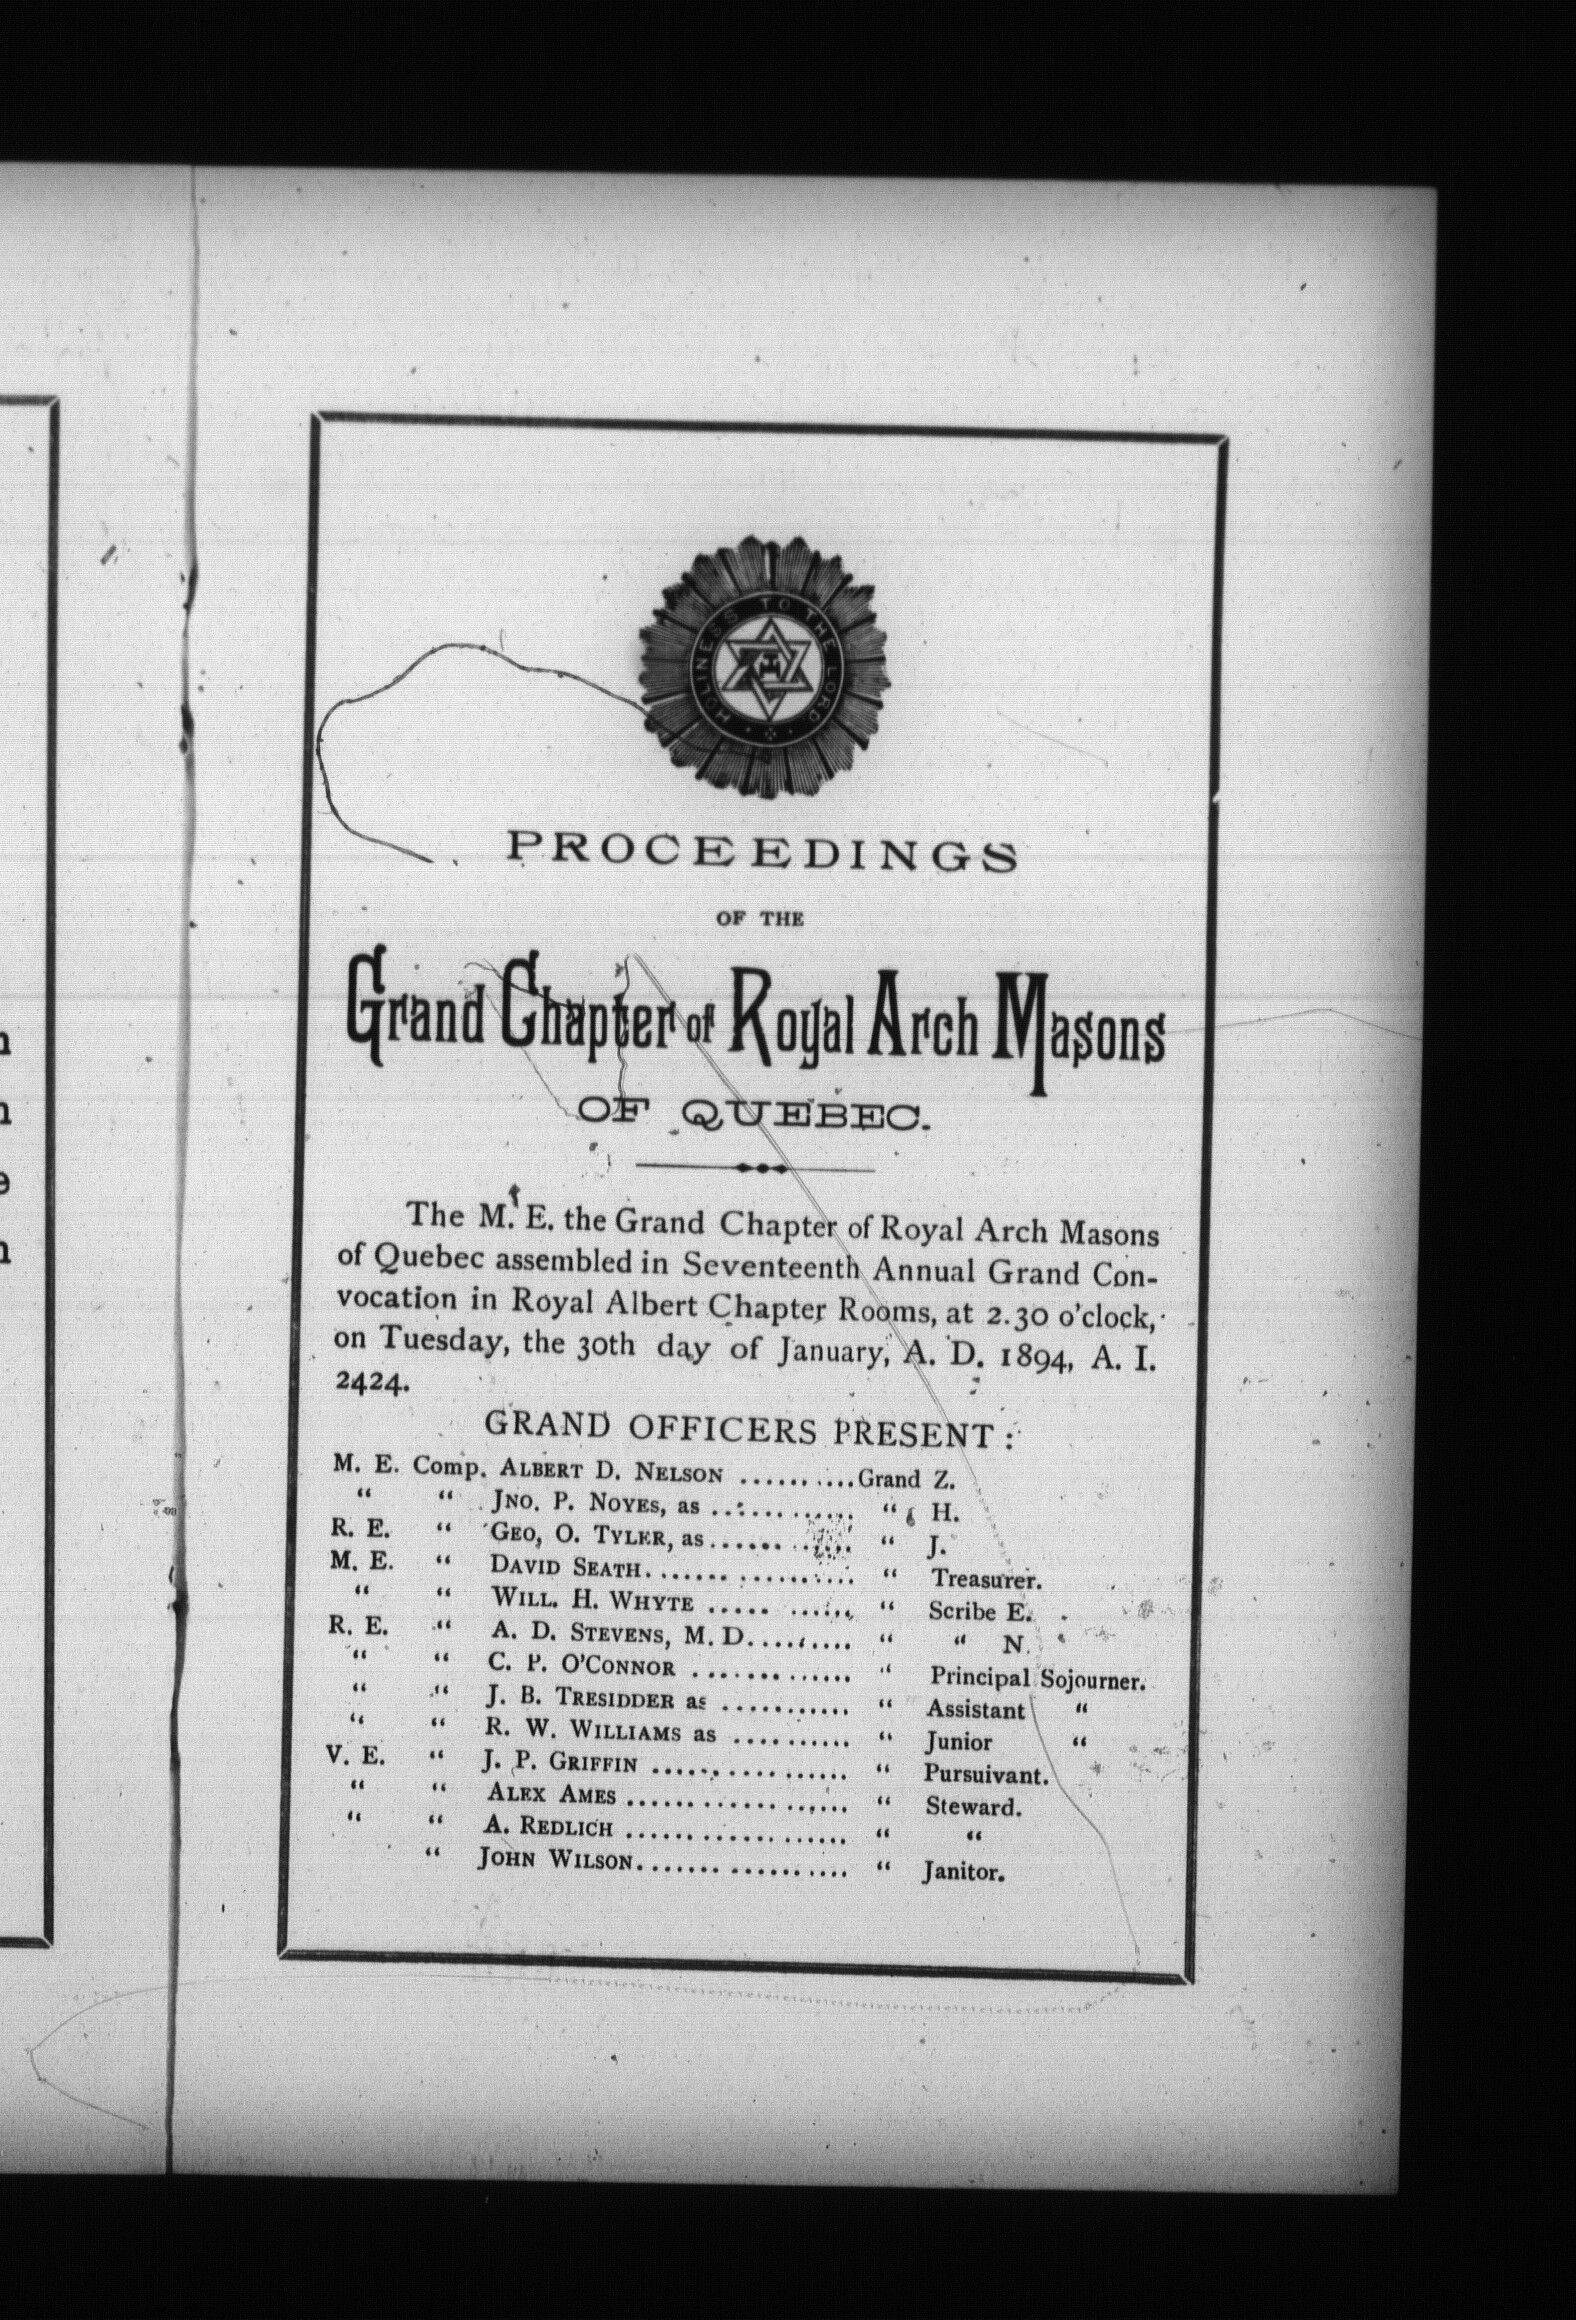 HOLINESS TO THE LORD
H
PROCEEDINGS
OF THE
Grand Chapter of Royal Arch Masons
OF QUEBEC.
The M. E. the Grand Chapter of Royal Arch Masons
of Quebec assembled in Seventeenth Annual Grand Con-
vocation in Royal Albert Chapter Rooms, at 2.30 o'clock,
on Tuesday, the 30th day of January, A. D. 1894, A. I.
2424.
GRAND OFFICERS PRESENT :
M. E. Comp. ALBERT D. NELSON ..........Grand Z.
" " JNO. P. NOYES, as ............ " H.
R. E. " GEO, O. TYLER, as............ " J.
M. E. " DAVID SEATH................. " Treasurer.
" " WILL. H. WHYTE ............ " Scribe E.
R. E. " A. D. STEVENS, M. D......... " " N.
" " C. P. O'CONNOR ............. " Principal Sojourner.
" " J. B. TRESIDDER as ........... " Assistant "
" " R. W. WILLIAMS as .......... " Junior "
V. E. " J. P. GRIFFIN ................ " Pursuivant.
" " ALEX AMES .................. " Steward.
" " A. REDLICH .................. " "
" JOHN WILSON................. " Janitor.
n
n
e
n